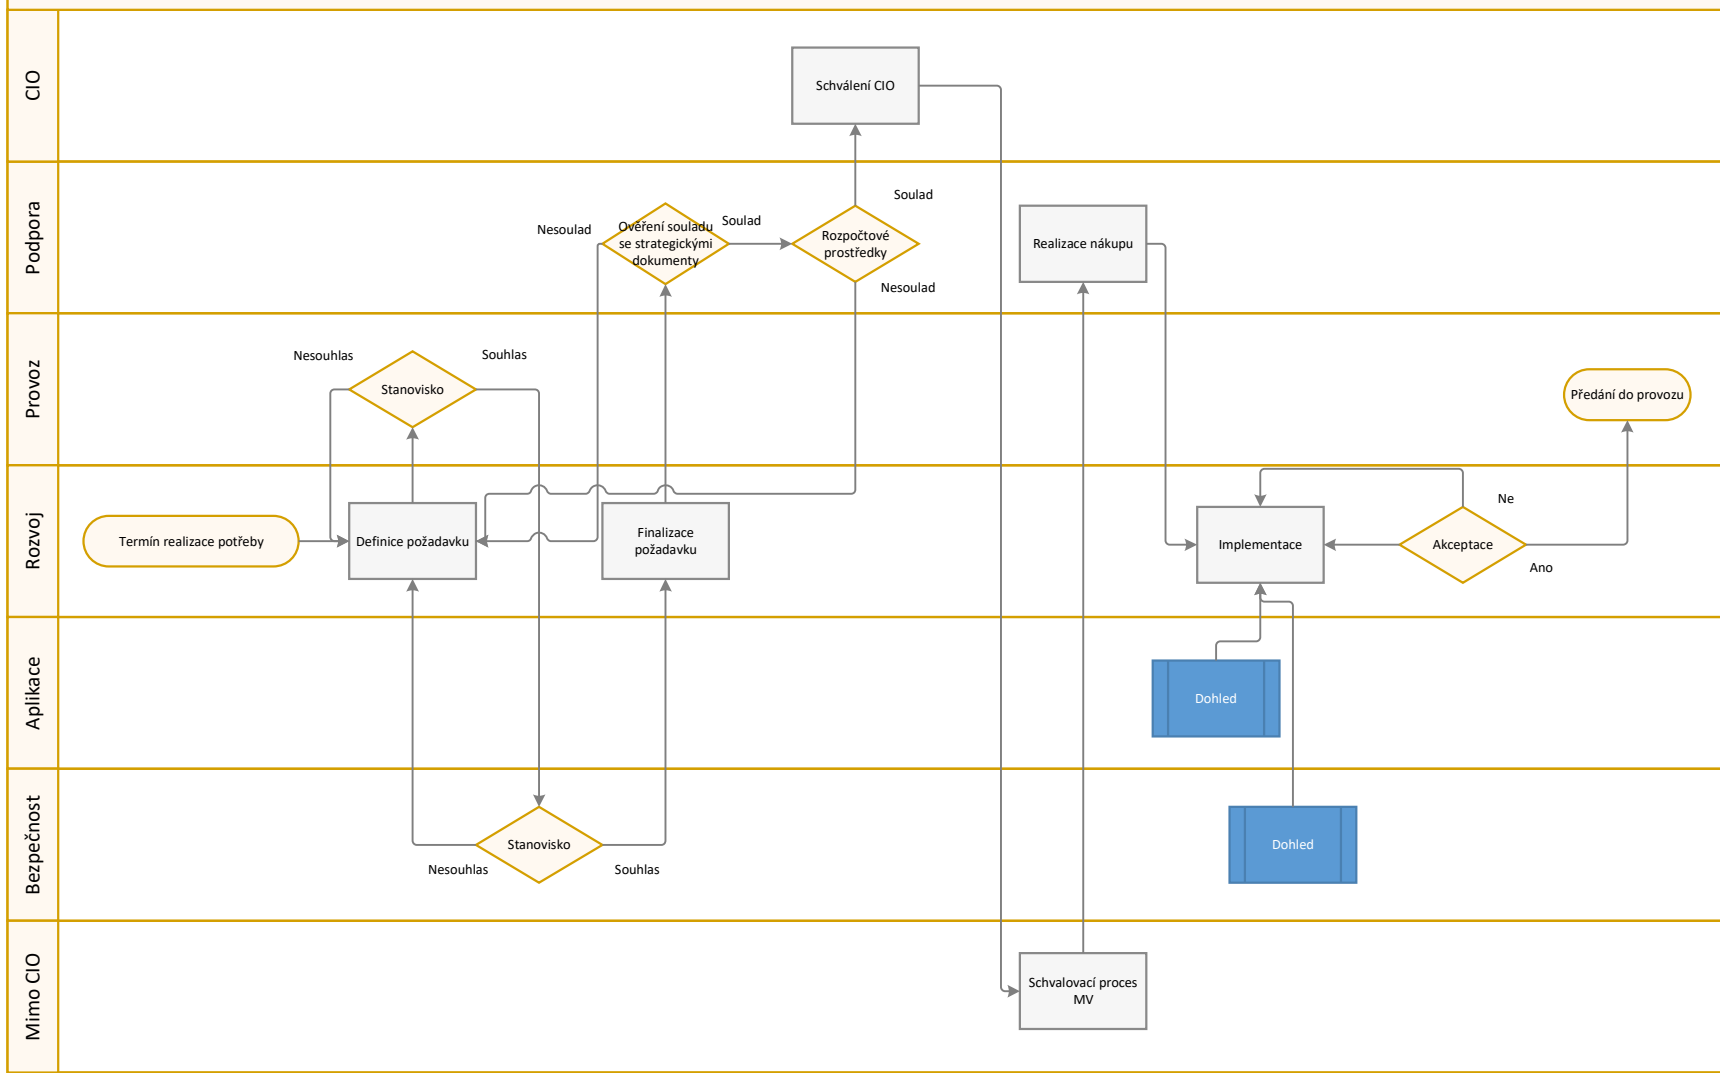 CIO
Schválení CIO
Podpora
Nesoulad
Ověření souladu
se strategickými
dokumenty
Soulad
Rozpočtové
prostředky
Soulad
Nesoulad
Realizace nákupu
Provoz
Nesouhlas
Stanovisko
Souhlas
Předání do provozu
Rozvoj
Termín realizace potřeby
Definice požadavku
Finalizace
požadavku
Implementace
Akceptace
Ne
Ano
Aplikace
Dohled
Bezpečnost
Nesouhlas
Stanovisko
Souhlas
Dohled
Mimo CIO
Schvalovací proces
MV